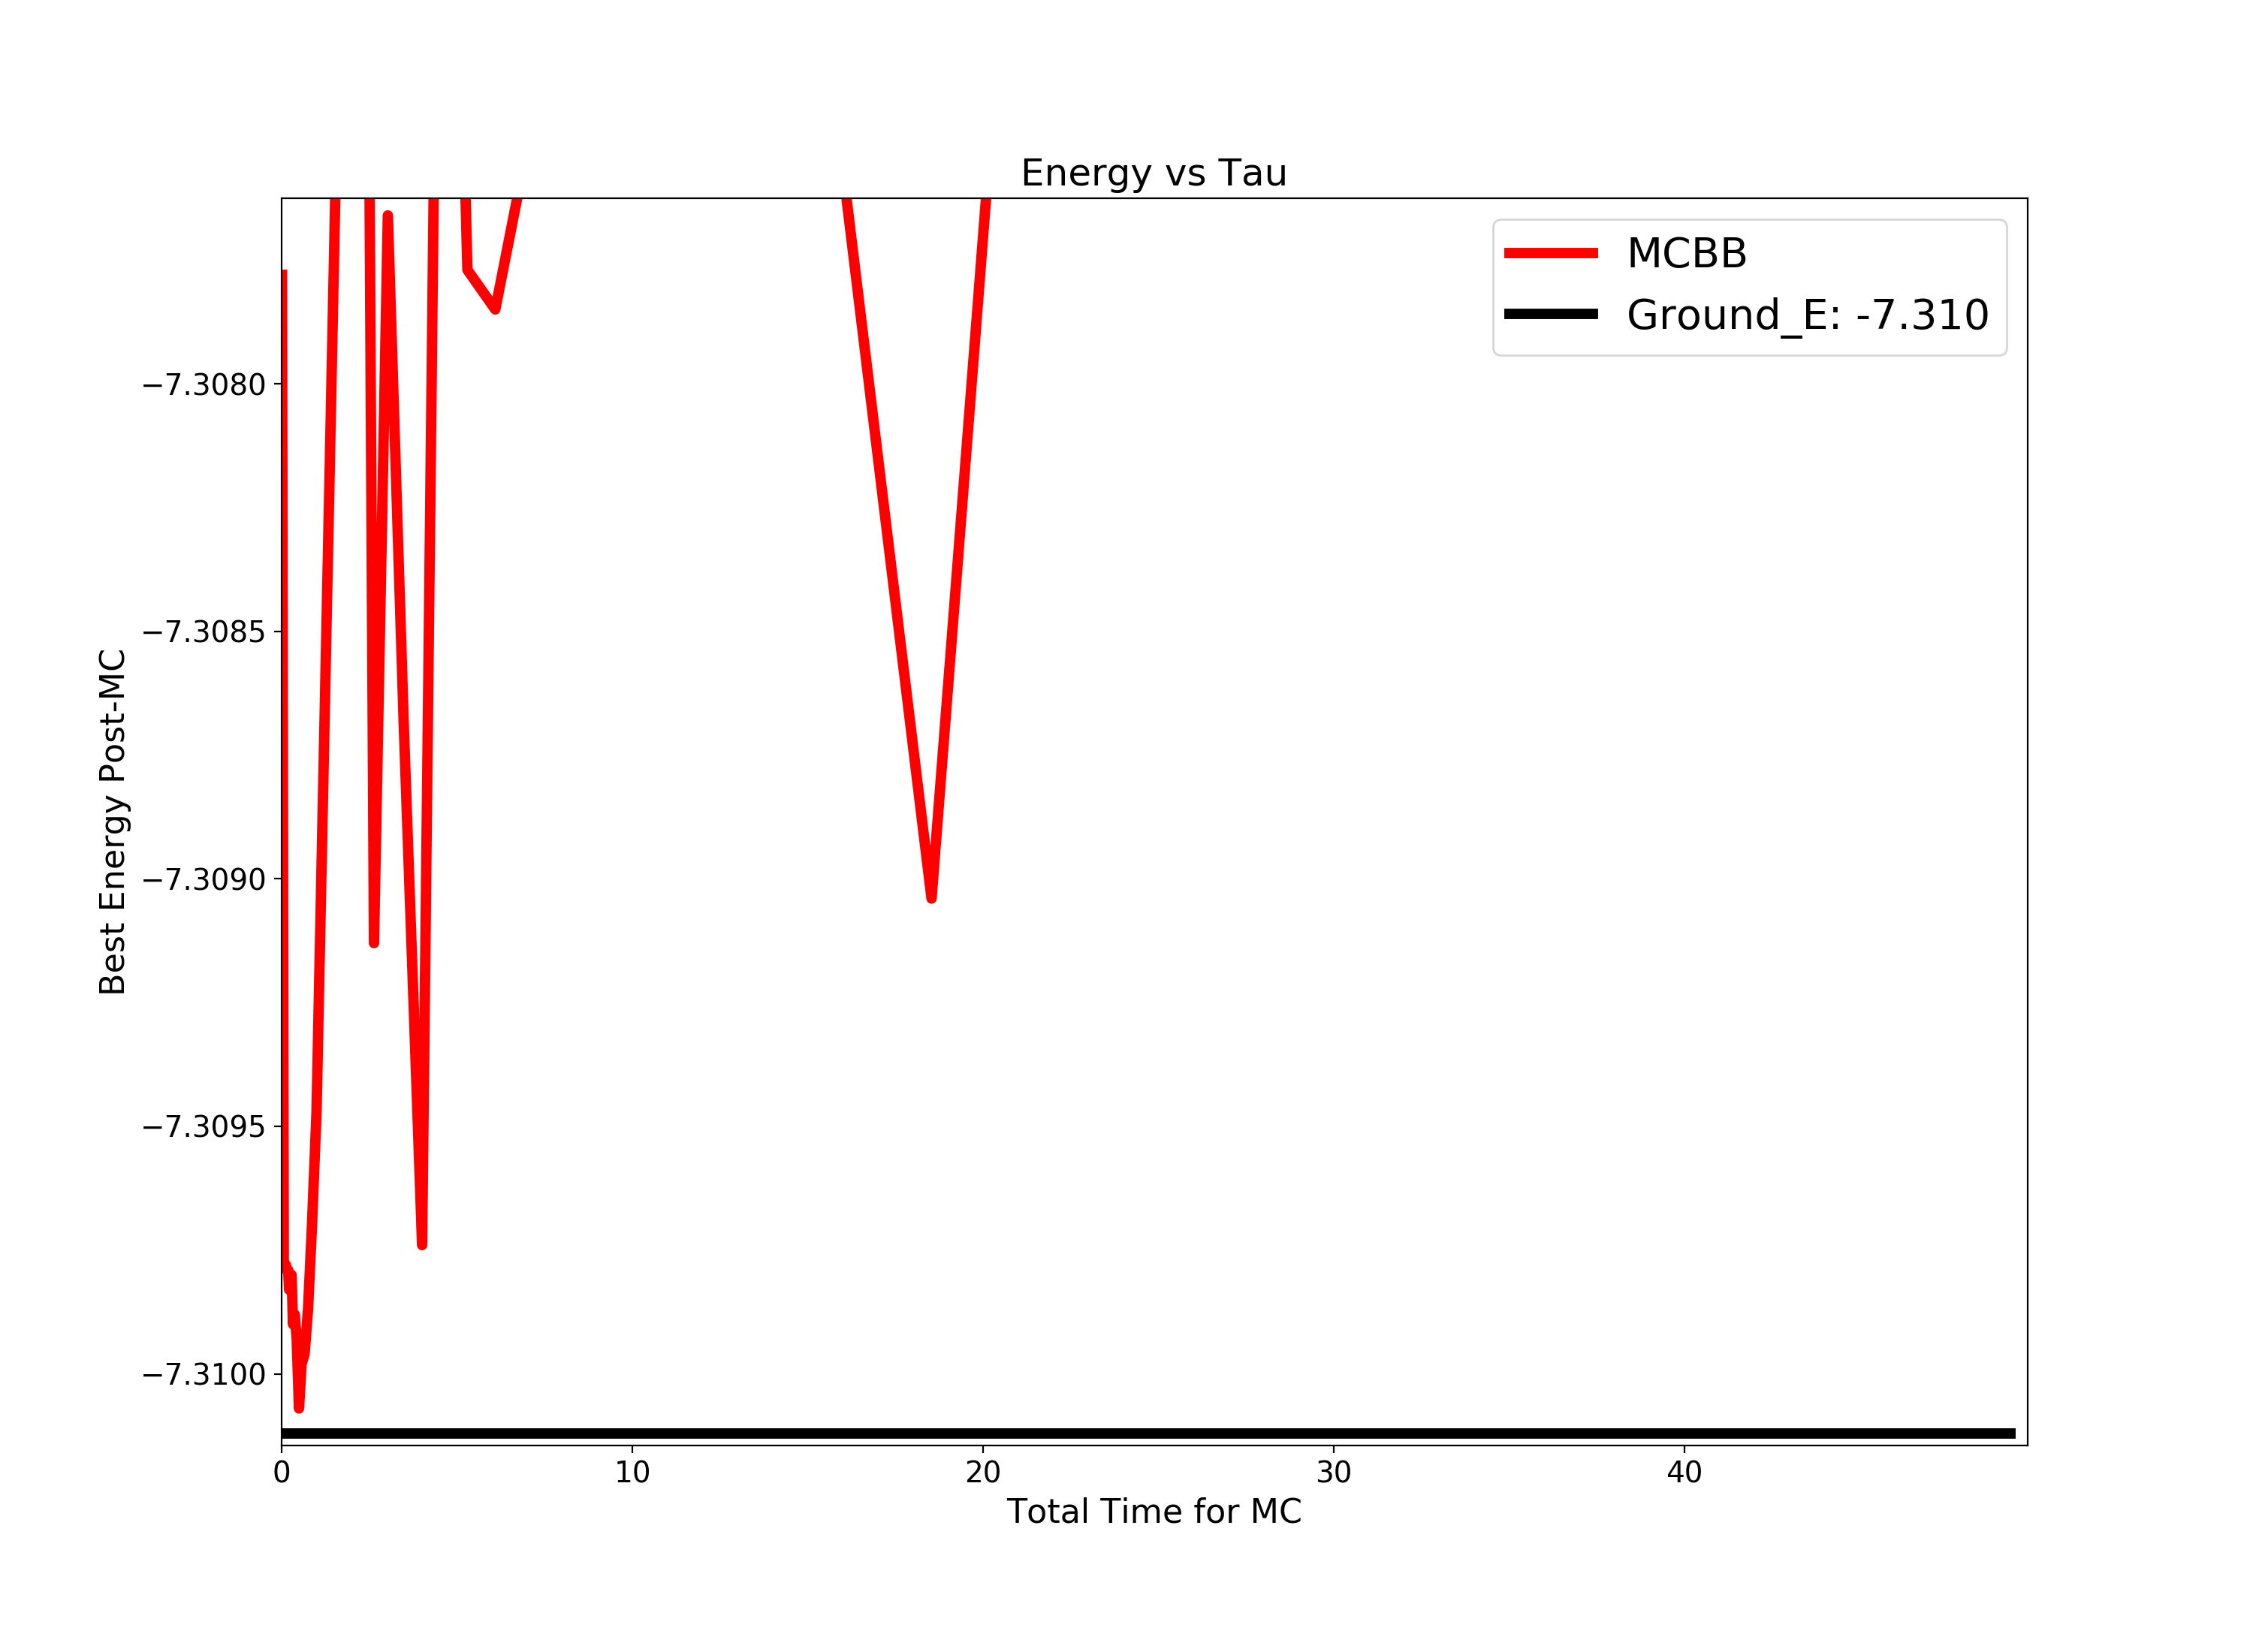 Energy vs Tau
MCBB
Ground_E: -7.310
−7.3080
−7.3085
−7.3090
−7.3095
−7.3100
Best Energy Post-MC
0 10 20 30 40
Total Time for MC